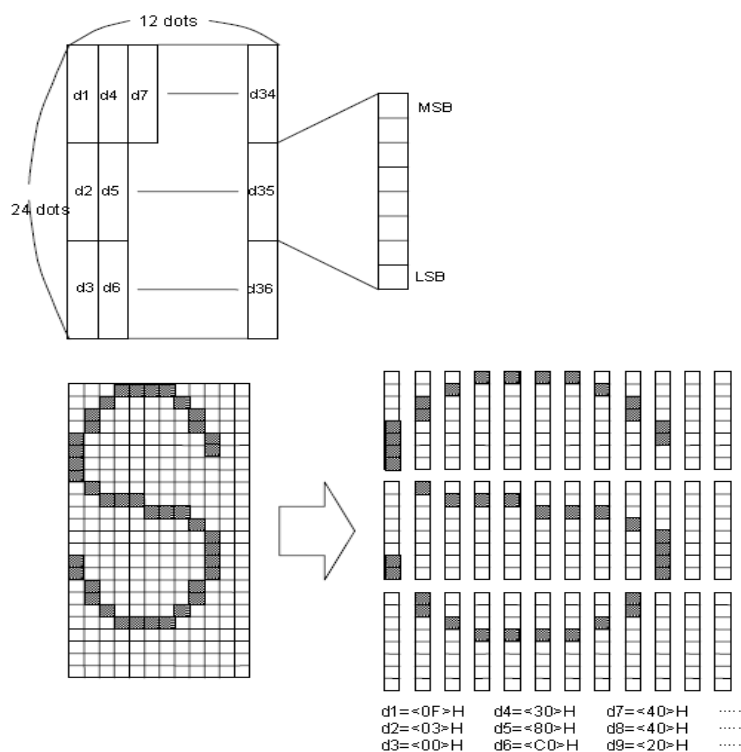 12 dots
d1 d4 d7 d34
MSB
24 dots
d2 d5 d35
LSB
d3 d6 d36
d1=<0F>H d4=<30>H d7=<40>H .....
d2=<03>H d5=<80>H d8=<40>H .....
d3=<00>H d6=<C0>H d9=<20>H .....